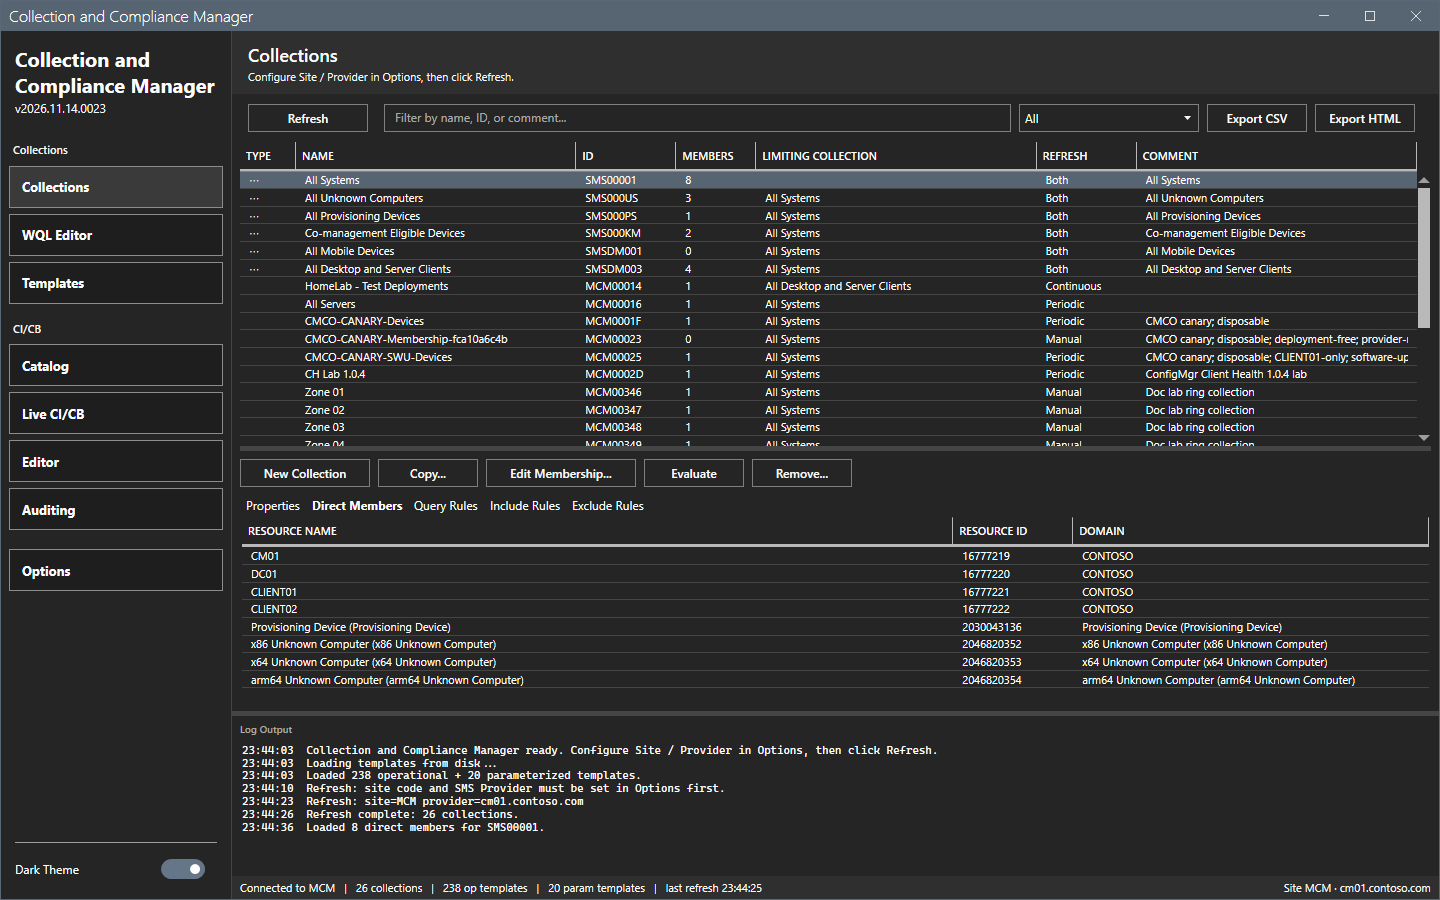 Collection and Compliance Manager
Collection and
Compliance Manager
v2026.11.14.0023
Collections
Collections
WQL Editor
Templates
CI/CB
Catalog
Live CI/CB
Editor
Auditing
Options
Dark Theme
Collections
Configure Site / Provider in Options, then click Refresh.
Refresh Filter by name, ID, or comment... All Export CSV Export HTML
TYPE NAME ID MEMBERS LIMITING COLLECTION REFRESH COMMENT
... All Systems SMS00001 8 Both All Systems
... All Unknown Computers SMS000US 3 All Systems Both All Unknown Computers
... All Provisioning Devices SMS000PS 1 All Systems Both All Provisioning Devices
... Co-management Eligible Devices SMS000KM 2 All Systems Both Co-management Eligible Devices
... All Mobile Devices SMSDM001 0 All Systems Both All Mobile Devices
... All Desktop and Server Clients SMSDM003 4 All Systems Both All Desktop and Server Clients
HomeLab - Test Deployments MCM00014 1 All Desktop and Server Clients Continuous
All Servers MCM00016 1 All Systems Periodic
CMCO-CANARY-Devices MCM0001F 1 All Systems Periodic CMCO canary; disposable
CMCO-CANARY-Membership-fca10a6c4b MCM00023 0 All Systems Manual CMCO canary; disposable; deployment-free; provider-
CMCO-CANARY-SWU-Devices MCM00025 1 All Systems Periodic CMCO canary; disposable; CLIENT01-only; software-up
CH Lab 1.0.4 MCM0002D 1 All Systems Periodic ConfigMgr Client Health 1.0.4 lab
Zone 01 MCM00346 1 All Systems Manual Doc lab ring collection
Zone 02 MCM00347 1 All Systems Manual Doc lab ring collection
Zone 03 MCM00348 1 All Systems Manual Doc lab ring collection
Zone 04 MCM00349 1 All Systems Manual Doc lab ring collection
New Collection Copy... Edit Membership... Evaluate Remove...
Properties Direct Members Query Rules Include Rules Exclude Rules
RESOURCE NAME RESOURCE ID DOMAIN
CM01 16777219 CONTOSO
DC01 16777220 CONTOSO
CLIENT01 16777221 CONTOSO
CLIENT02 16777222 CONTOSO
Provisioning Device (Provisioning Device) 2030043136 Provisioning Device (Provisioning Device)
x86 Unknown Computer (x86 Unknown Computer) 2046820352 x86 Unknown Computer (x86 Unknown Computer)
x64 Unknown Computer (x64 Unknown Computer) 2046820353 x64 Unknown Computer (x64 Unknown Computer)
arm64 Unknown Computer (arm64 Unknown Computer) 2046820354 arm64 Unknown Computer (arm64 Unknown Computer)
Log Output
23:44:03 Collection and Compliance Manager ready. Configure Site / Provider in Options, then click Refresh.
23:44:03 Loading templates from disk...
23:44:03 Loaded 238 operational + 20 parameterized templates.
23:44:10 Refresh: site code and SMS Provider must be set in Options first.
23:44:23 Refresh: site=MCM provider=cm01.contoso.com
23:44:26 Refresh complete: 26 collections.
23:44:36 Loaded 8 direct members for SMS00001.
Connected to MCM | 26 collections | 238 op templates | 20 param templates | last refresh 23:44:25 Site MCM · cm01.contoso.com